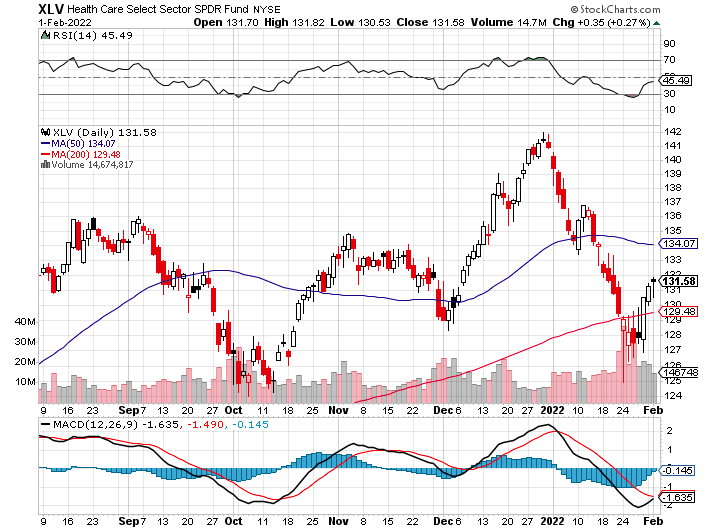 XLV Health Care Select Sector SPDR Fund NYSE © StockCharts.com
1-Feb-2022 Open 131.70 High 131.82 Low 130.53 Close 131.58 Volume 14.7M Chg +0.35 (+0.27%)
RSI(14) 45.49
90
70
50
45.49
30
10
XLV (Daily) 131.58
MA(50) 134.07
MA(200) 129.48
Volume 14,674,817
142
141
140
139
138
137
136
135
134.07
133
132
131.58
131
130
129.48
129
128
127
126
125
124
14674817
40M
30M
20M
10M
9 16 23 Sep 7 13 20 27 Oct 11 18 25 Nov 8 15 22 Dec 6 13 20 27 2022 10 18 24 Feb
MACD(12,26,9) -1.635, -1.490, -0.145
2
1
-0.145
-1.635
-2
9 16 23 Sep 7 13 20 27 Oct 11 18 25 Nov 8 15 22 Dec 6 13 20 27 2022 10 18 24 Feb